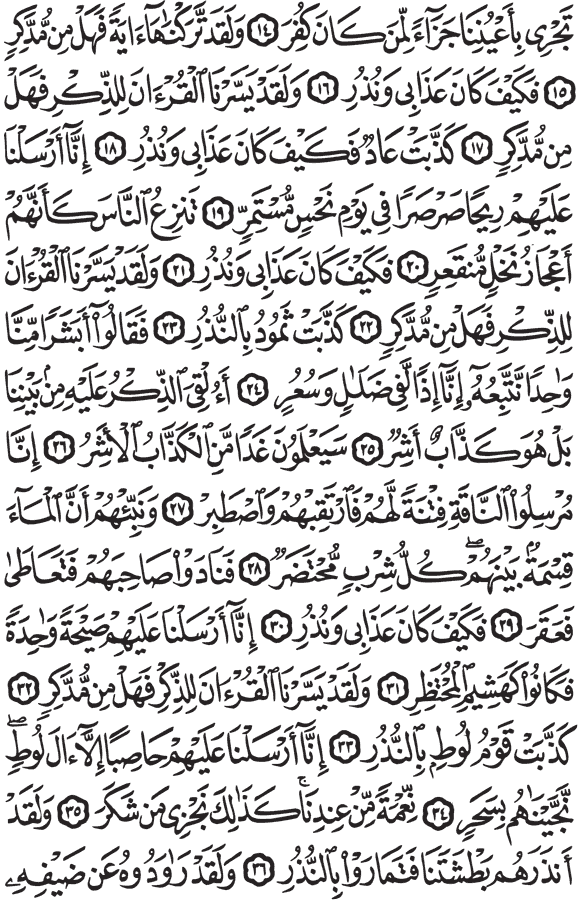 تَجْرِى بِأَعْيُنِنَا جَزَآءً لِّمَن كَانَ كُفِرَ ١٤ وَلَقَد تَّرَكْنَٰهَآ ءَايَةً فَهَلْ مِن مُّدَّكِرٍ
١٥ فَكَيْفَ كَانَ عَذَابِى وَنُذُرِ ١٦ وَلَقَدْ يَسَّرْنَا ٱلْقُرْءَانَ لِلذِّكْرِ فَهَلْ
مِن مُّدَّكِرٍ ١٧ كَذَّبَتْ عَادٌ فَكَيْفَ كَانَ عَذَابِى وَنُذُرِ ١٨ إِنَّآ أَرْسَلْنَا
عَلَيْهِمْ رِيحًا صَرْصَرًا فِى يَوْمِ نَحْسٍ مُّسْتَمِرٍّ ١٩ تَنزِعُ ٱلنَّاسَ كَأَنَّهُمْ
أَعْجَازُ نَخْلٍ مُّنقَعِرٍ ٢٠ فَكَيْفَ كَانَ عَذَابِى وَنُذُرِ ٢١ وَلَقَدْ يَسَّرْنَا ٱلْقُرْءَانَ
لِلذِّكْرِ فَهَلْ مِن مُّدَّكِرٍ ٢٢ كَذَّبَتْ ثَمُودُ بِٱلنُّذُرِ ٢٣ فَقَالُوٓا۟ أَبَشَرًا مِّنَّا
وَٰحِدًا نَّتَّبِعُهُۥٓ إِنَّآ إِذًا لَّفِى ضَلَٰلٍ وَسُعُرٍ ٢٤ أَءُلْقِىَ ٱلذِّكْرُ عَلَيْهِ مِنۢ بَيْنِنَا
بَلْ هُوَ كَذَّابٌ أَشِرٌ ٢٥ سَيَعْلَمُونَ غَدًا مَّنِ ٱلْكَذَّابُ ٱلْأَشِرُ ٢٦ إِنَّا
مُرْسِلُوا۟ ٱلنَّاقَةِ فِتْنَةً لَّهُمْ فَٱرْتَقِبْهُمْ وَٱصْطَبِرْ ٢٧ وَنَبِّئْهُمْ أَنَّ ٱلْمَآءَ
قِسْمَةٌۢ بَيْنَهُمْ ۖ كُلُّ شِرْبٍ مُّحْتَضَرٌ ٢٨ فَنَادَوْا۟ صَاحِبَهُمْ فَتَعَاطَىٰ
فَعَقَرَ ٢٩ فَكَيْفَ كَانَ عَذَابِى وَنُذُرِ ٣٠ إِنَّآ أَرْسَلْنَا عَلَيْهِمْ صَيْحَةً وَٰحِدَةً
فَكَانُوا۟ كَهَشِيمِ ٱلْمُحْتَظِرِ ٣١ وَلَقَدْ يَسَّرْنَا ٱلْقُرْءَانَ لِلذِّكْرِ فَهَلْ مِن مُّدَّكِرٍ ٣٢
كَذَّبَتْ قَوْمُ لُوطٍۭ بِٱلنُّذُرِ ٣٣ إِنَّآ أَرْسَلْنَا عَلَيْهِمْ حَاصِبًا إِلَّآ ءَالَ لُوطٍ ۖ
نَّجَّيْنَٰهُم بِسَحَرٍ ٣٤ نِّعْمَةً مِّنْ عِندِنَا ۚ كَذَٰلِكَ نَجْزِى مَن شَكَرَ ٣٥ وَلَقَدْ
أَنذَرَهُم بَطْشَتَنَا فَتَمَارَوْا۟ بِٱلنُّذُرِ ٣٦ وَلَقَدْ رَٰوَدُوهُ عَن ضَيْفِهِۦ